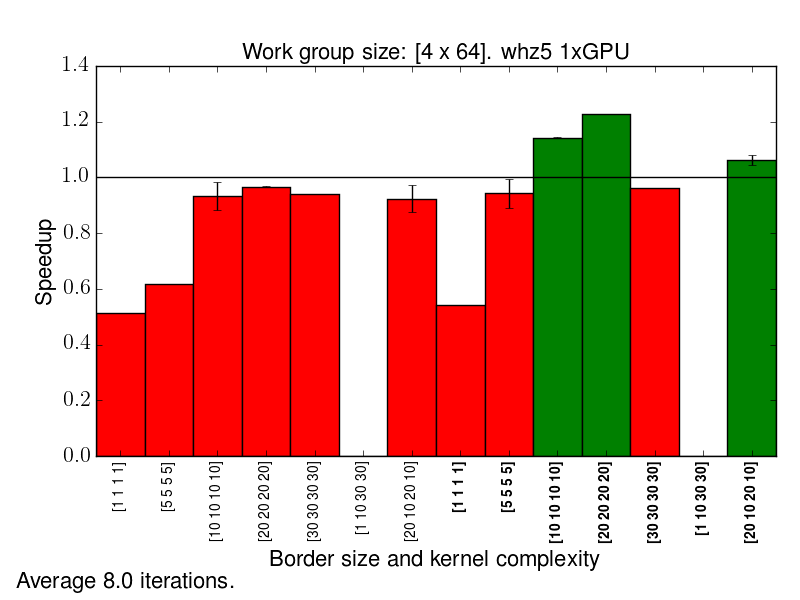 Work group size: [4 x 64]. whz5 1xGPU
1.4
1.2
1.0
0.8
0.6
0.4
0.2
0.0
Speedup
[1 1 1 1]
[5 5 5 5]
[10 10 10 10]
[20 20 20 20]
[30 30 30 30]
[1 10 30 30]
[20 10 20 10]
[1 1 1 1]
[5 5 5 5]
[10 10 10 10]
[20 20 20 20]
[30 30 30 30]
[1 10 30 30]
[20 10 20 10]
Border size and kernel complexity
Average 8.0 iterations.